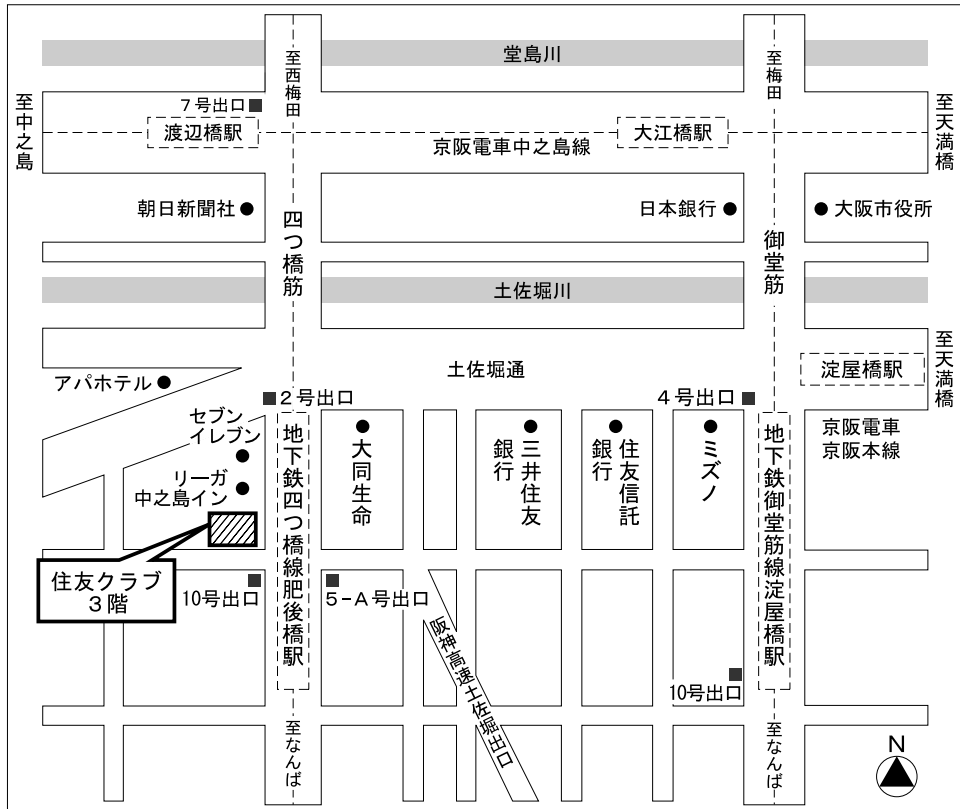 堂島川
至西梅田
至梅田
至中之島
7号出口
渡辺橋駅
大江橋駅
至天満橋
京阪電車中之島線
朝日新聞社
日本銀行
大阪市役所
四つ橋筋
御堂筋
土佐堀川
土佐堀通
淀屋橋駅
至天満橋
アパホテル
2号出口
4号出口
京阪電車
京阪本線
セブン
イレブン
リーガ
中之島イン
地下鉄四つ橋線肥後橋駅
大同生命
三井住友
銀行
住友信託
銀行
ミズノ
地下鉄御堂筋線淀屋橋駅
住友クラブ
3階
10号出口
5-A号出口
阪神高速土佐堀出口
10号出口
至なんば
至なんば
N